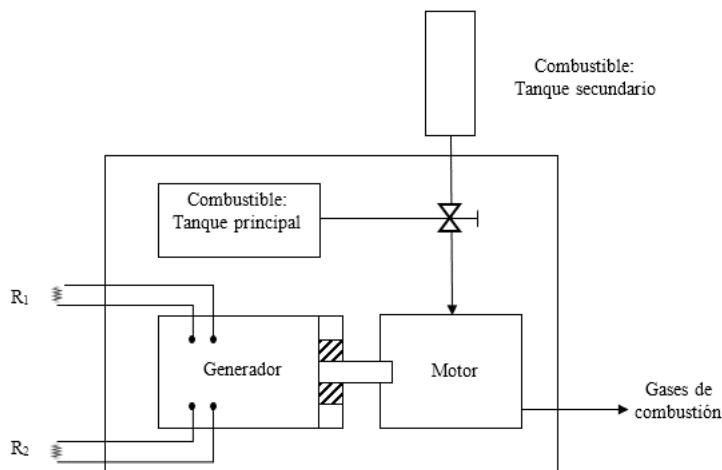 Combustible:
Tanque secundario
Combustible:
Tanque principal
R₁
Generador
Motor
Gases de
combustión
R₂